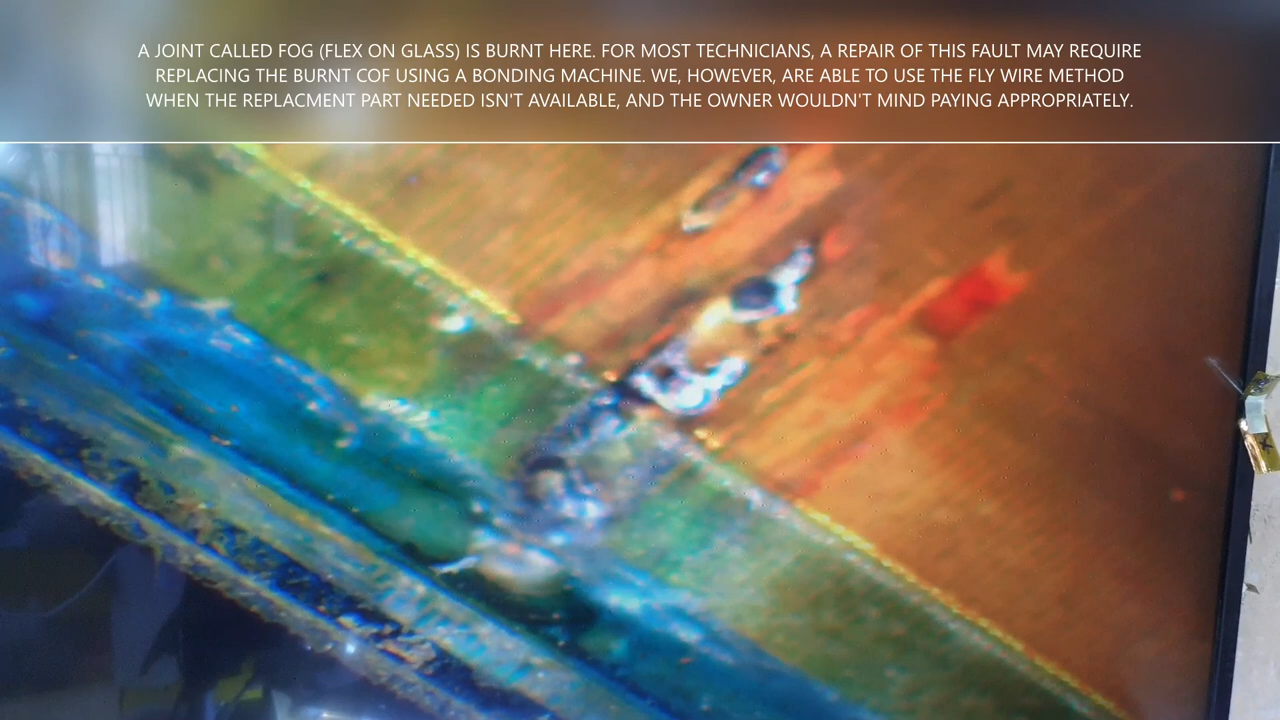 A JOINT CALLED FOG (FLEX ON GLASS) IS BURNT HERE. FOR MOST TECHNICIANS, A REPAIR OF THIS FAULT MAY REQUIRE
REPLACING THE BURNT COF USING A BONDING MACHINE. WE, HOWEVER, ARE ABLE TO USE THE FLY WIRE METHOD
WHEN THE REPLACMENT PART NEEDED ISN'T AVAILABLE, AND THE OWNER WOULDN'T MIND PAYING APPROPRIATELY.